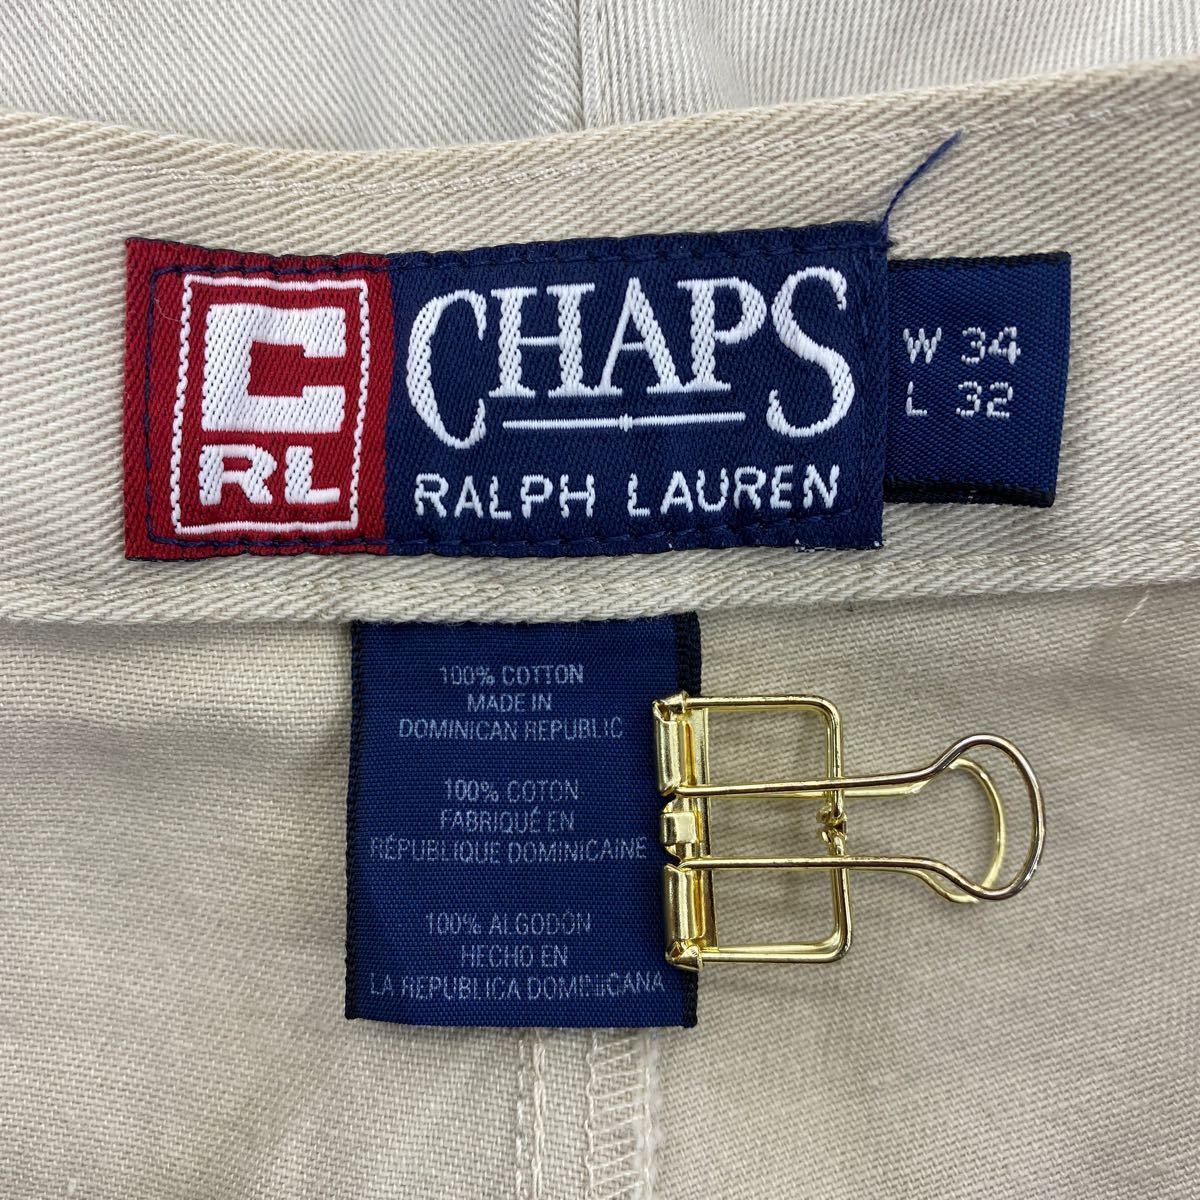 C
RL
CHAPS
RALPH LAUREN
W 34
L 32
100% COTTON
MADE IN
DOMINICAN REPUBLIC
100% COTON
FABRIQUÉ EN
RÉPUBLIQUE DOMINICAINE
100% ALGODÓN
HECHO EN
LA REPUBLICA DOMINICANA